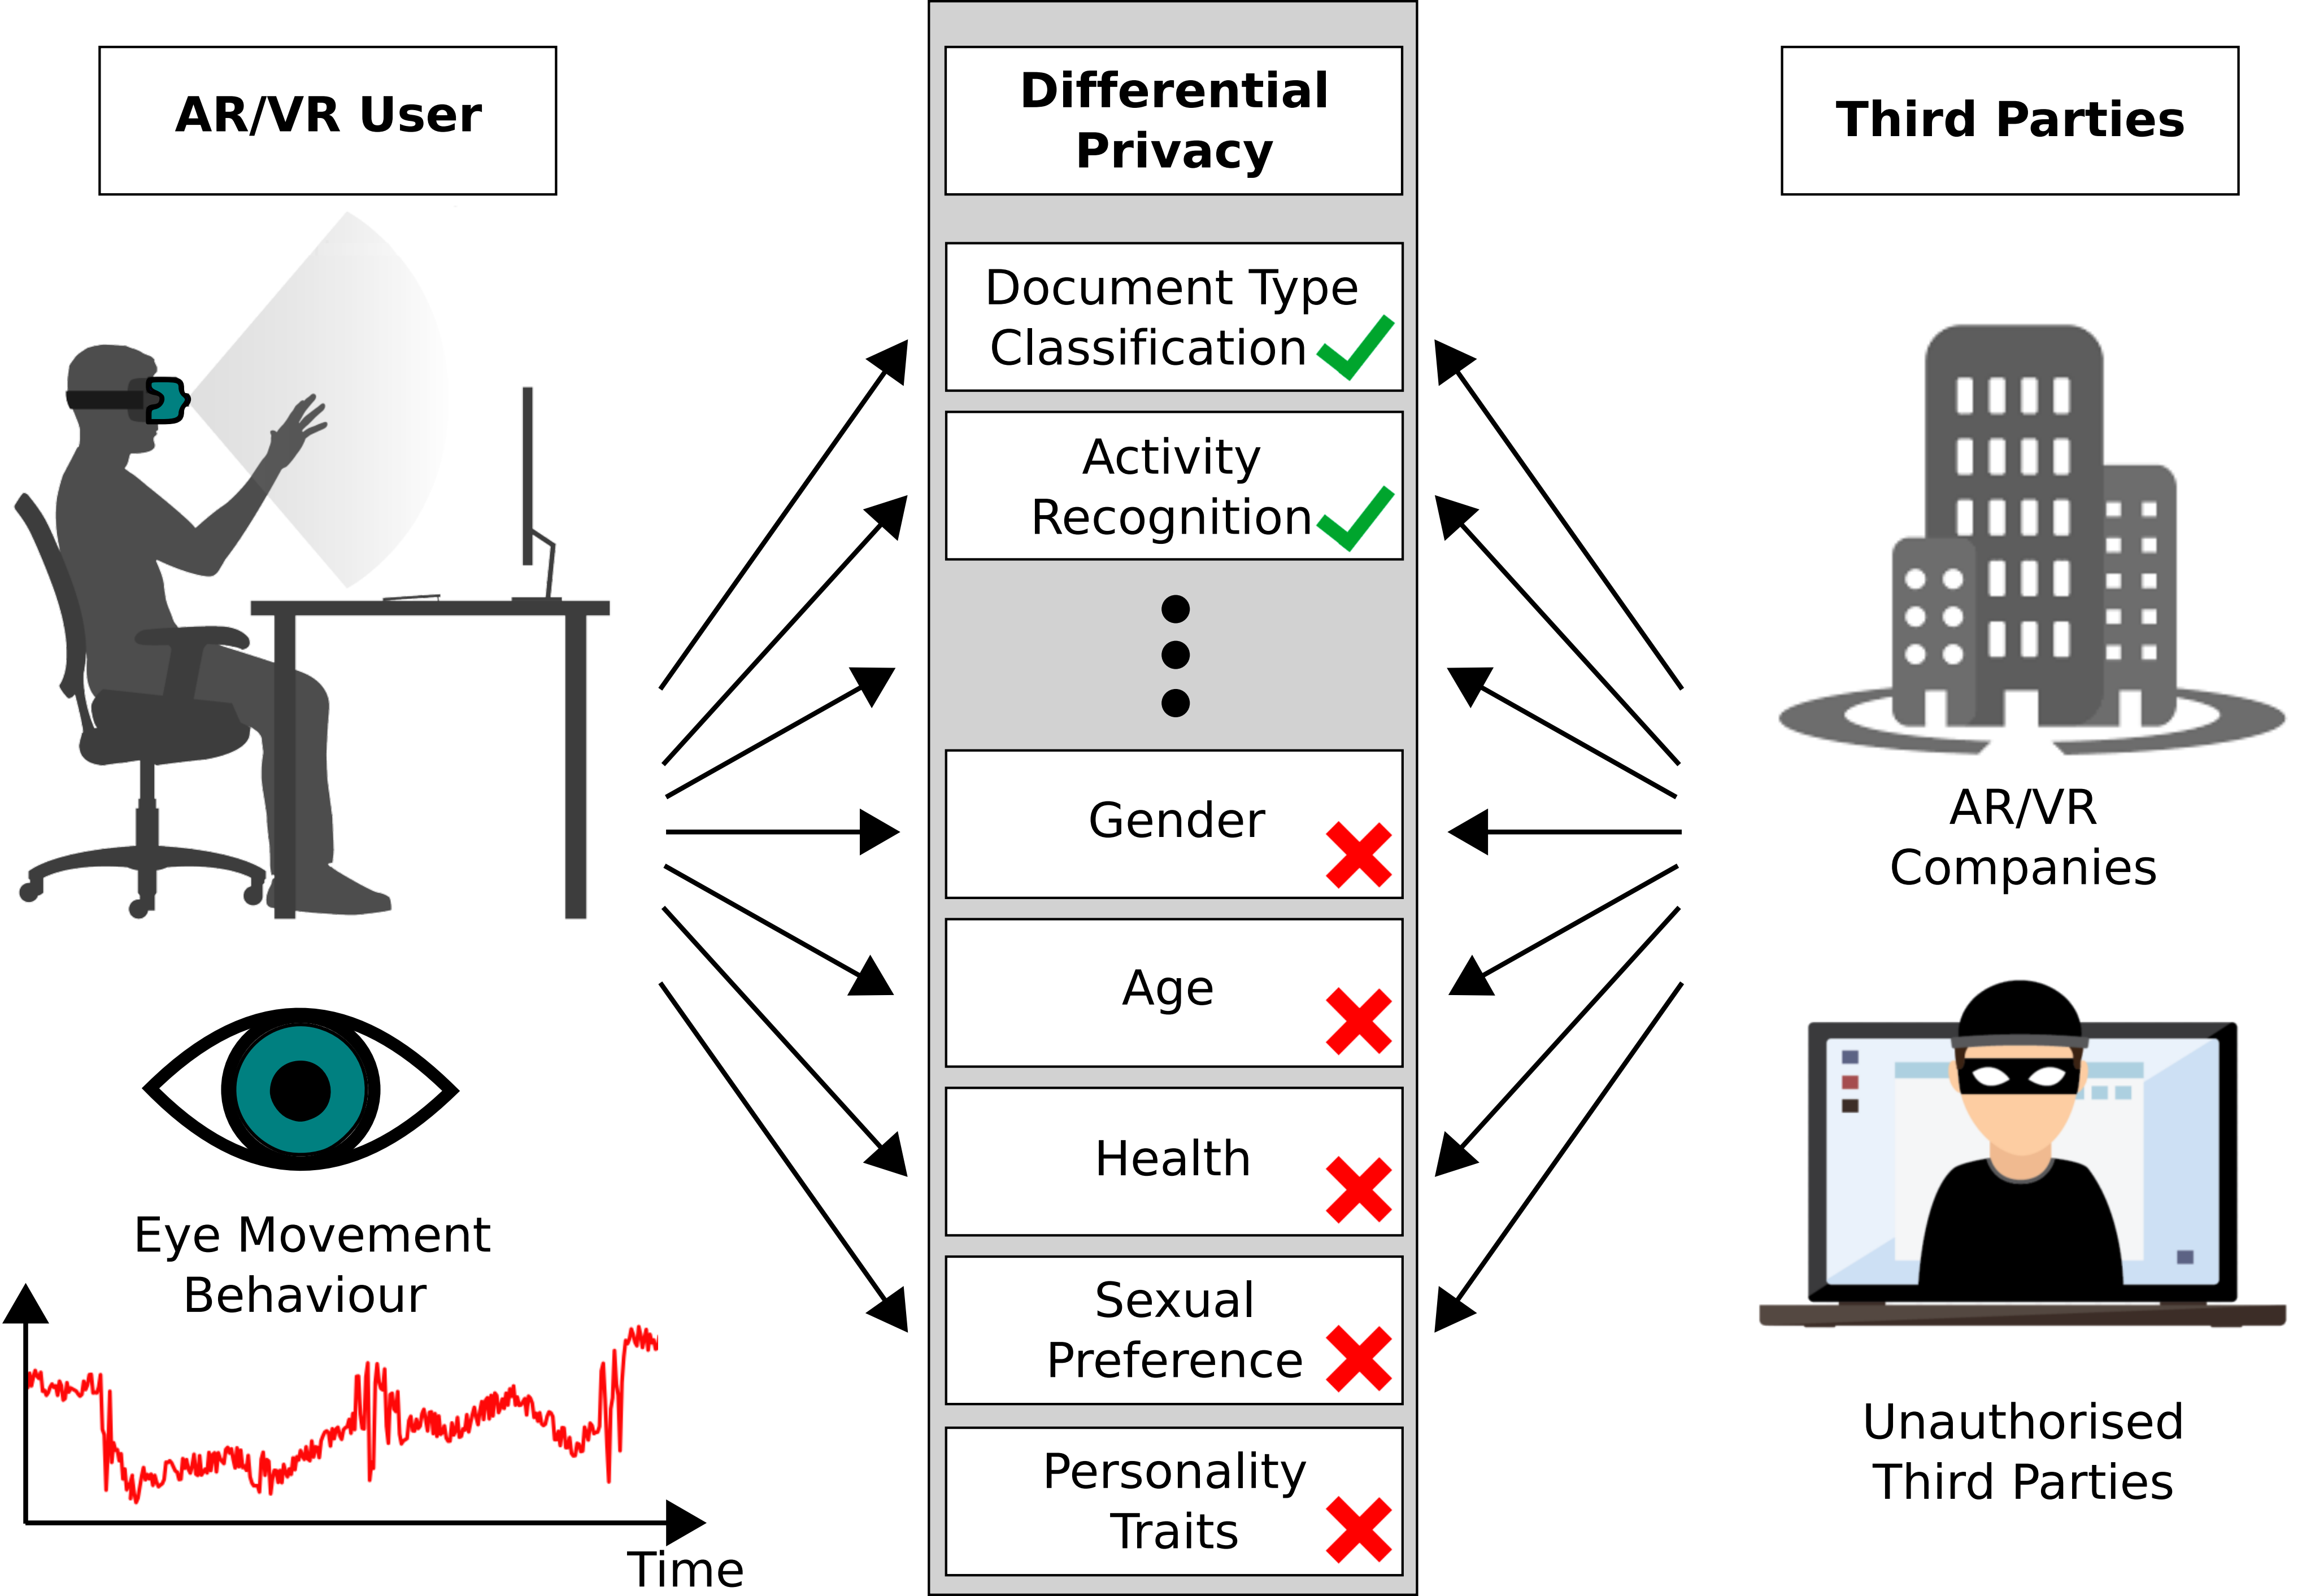 AR/VR User
Eye Movement
Behaviour
Time
Differential
Privacy
Document Type
Classification
Activity
Recognition
Gender
Age
Health
Sexual
Preference
Personality
Traits
Third Parties
AR/VR
Companies
Unauthorised
Third Parties